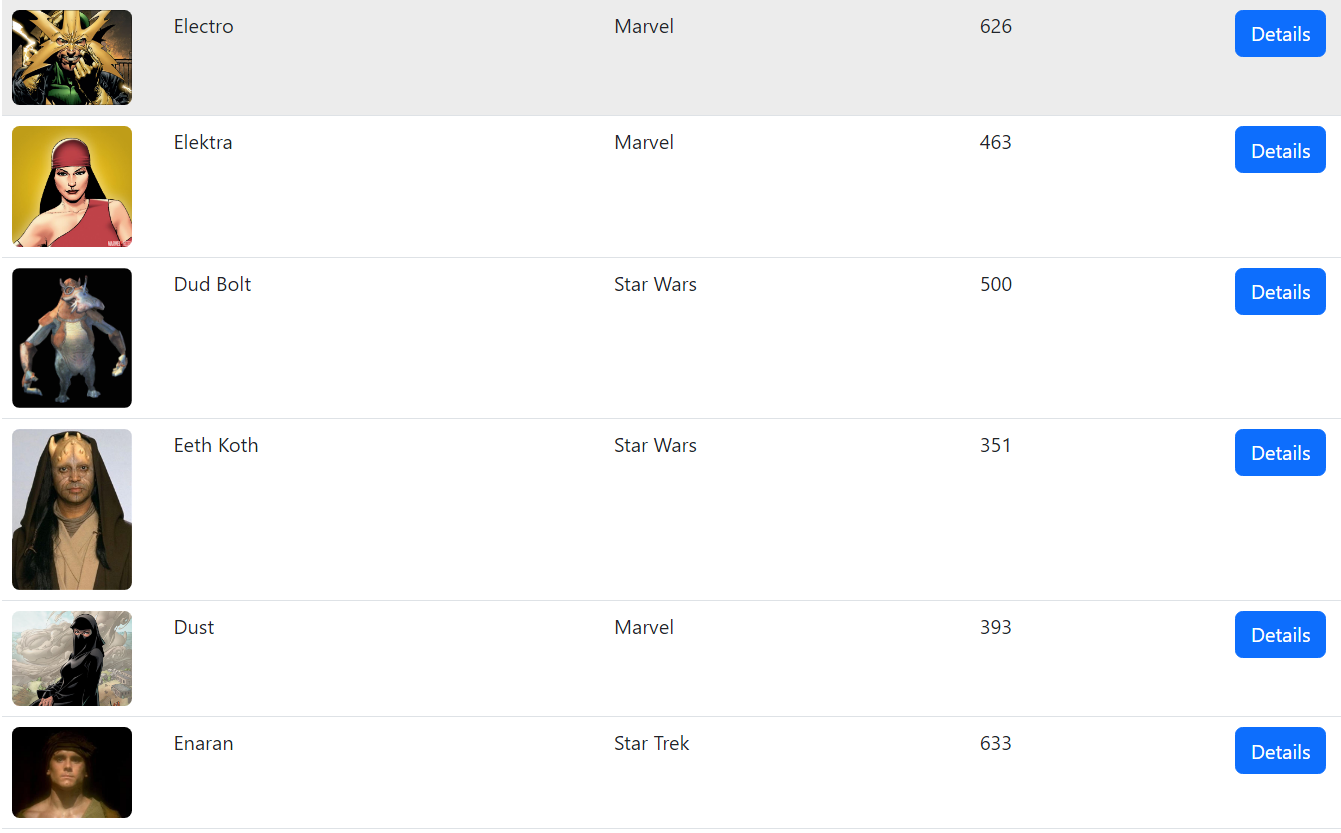 Electro Marvel 626 Details
Elektra Marvel 463 Details
Dud Bolt Star Wars 500 Details
Eeth Koth Star Wars 351 Details
Dust Marvel 393 Details
Enaran Star Trek 633 Details